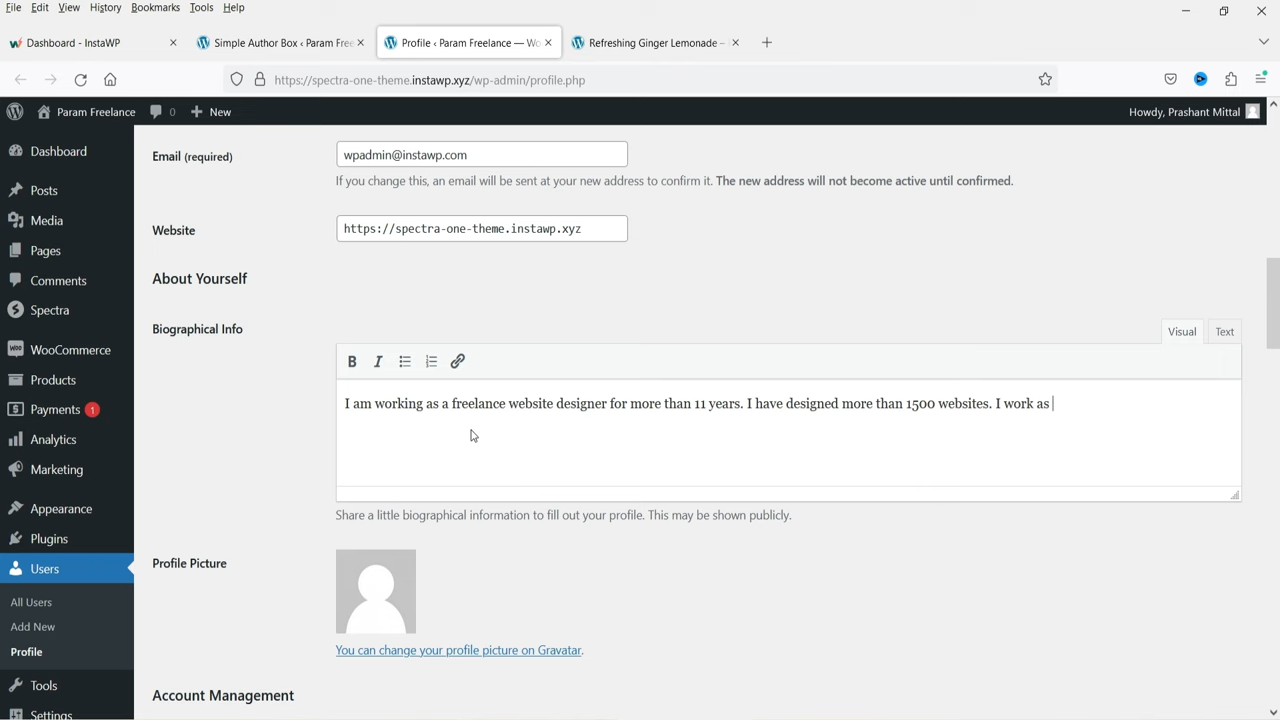 File Edit View History Bookmarks Tools Help
Dashboard - InstaWP
Simple Author Box ‹ Param Free
Profile ‹ Param Freelance — Wo
Refreshing Ginger Lemonade –
https://spectra-one-theme.instawp.xyz/wp-admin/profile.php
Param Freelance 0 New
Howdy, Prashant Mittal
Dashboard
Posts
Media
Pages
Comments
Spectra
WooCommerce
Products
Payments 1
Analytics
Marketing
Appearance
Plugins
Users
All Users
Add New
Profile
Tools
Settings
Email (required)
wpadmin@instawp.com
If you change this, an email will be sent at your new address to confirm it. The new address will not become active until confirmed.
Website
https://spectra-one-theme.instawp.xyz
About Yourself
Biographical Info
Visual Text
B I
I am working as a freelance website designer for more than 11 years. I have designed more than 1500 websites. I work as
Share a little biographical information to fill out your profile. This may be shown publicly.
Profile Picture
You can change your profile picture on Gravatar.
Account Management